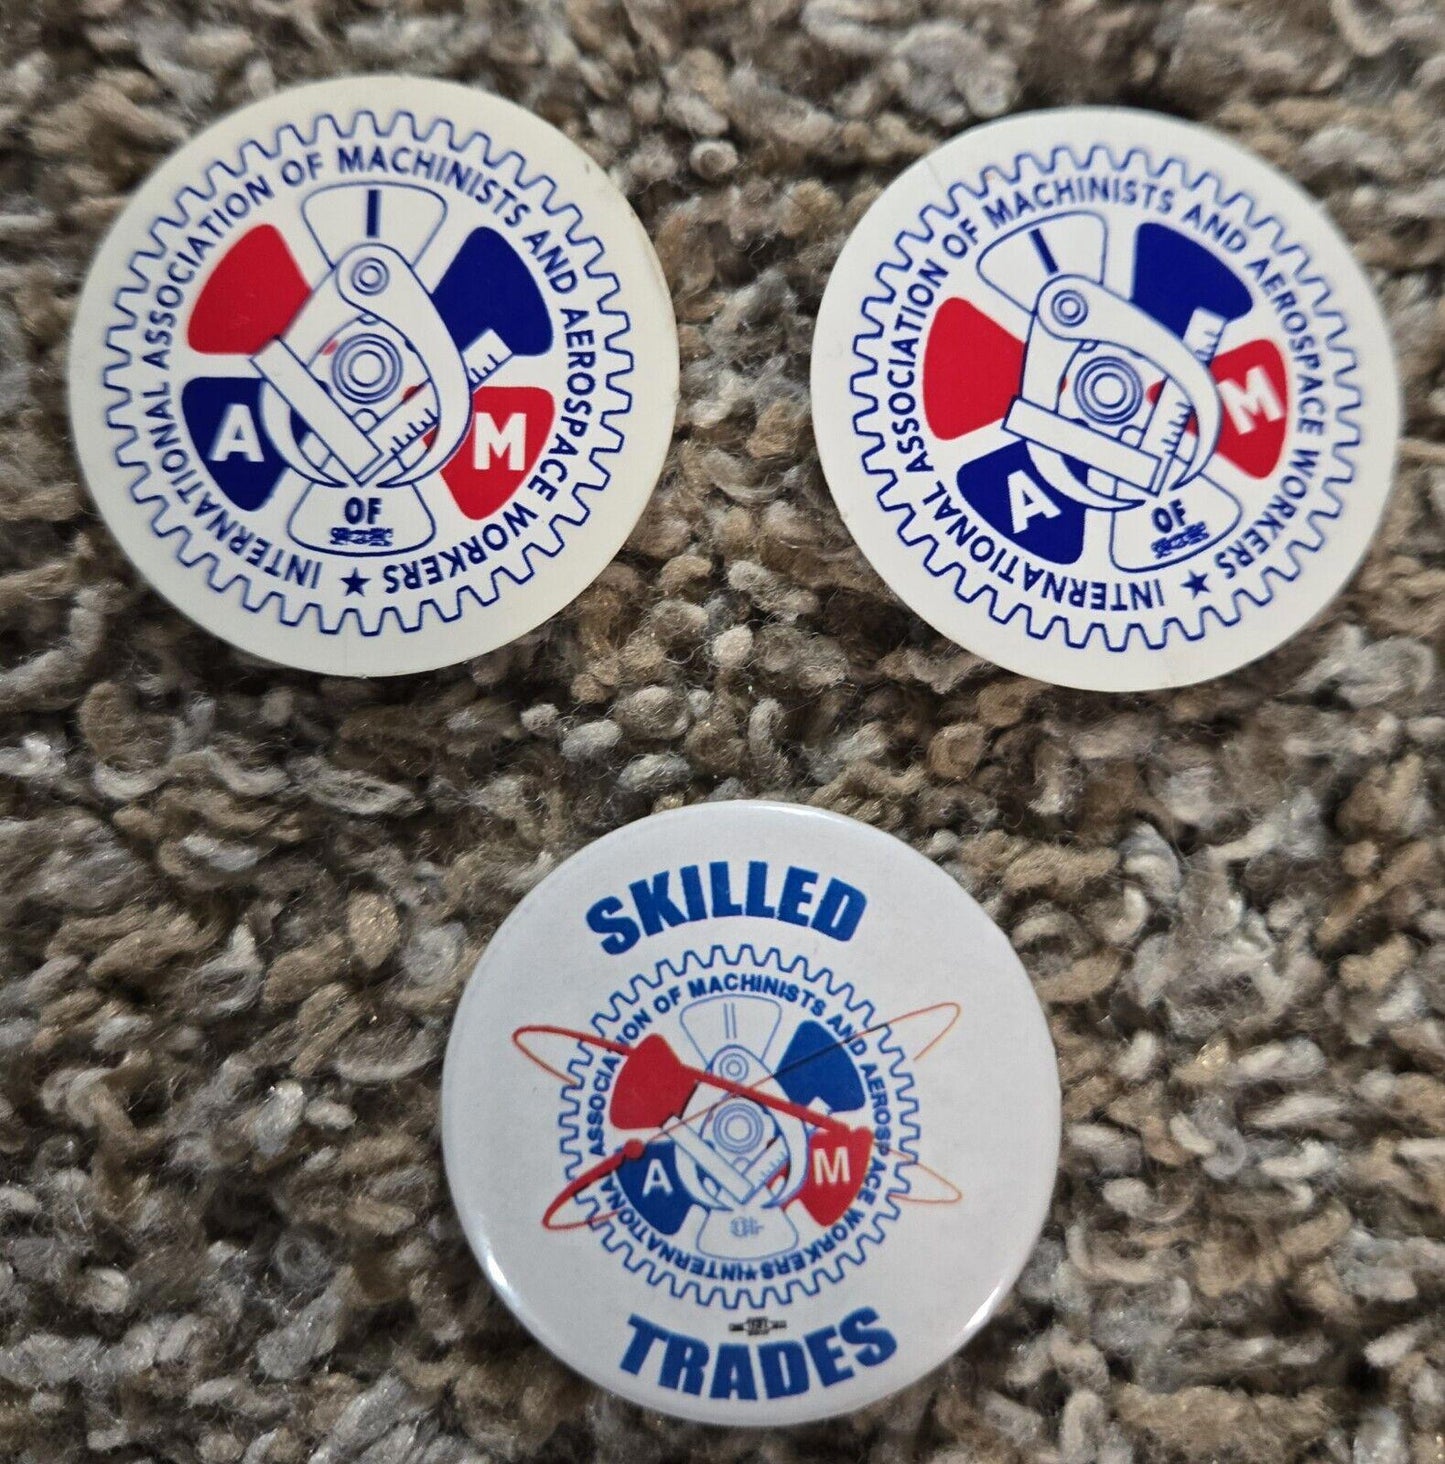 INTERNATIONAL ASSOCIATION OF MACHINISTS AND AEROSPACE WORKERS ★
A M
OF
INTERNATIONAL ASSOCIATION OF MACHINISTS AND AEROSPACE WORKERS ★
A M
OF
SKILLED
INTERNATIONAL ASSOCIATION OF MACHINISTS AND AEROSPACE WORKERS ★
A M
TRADES